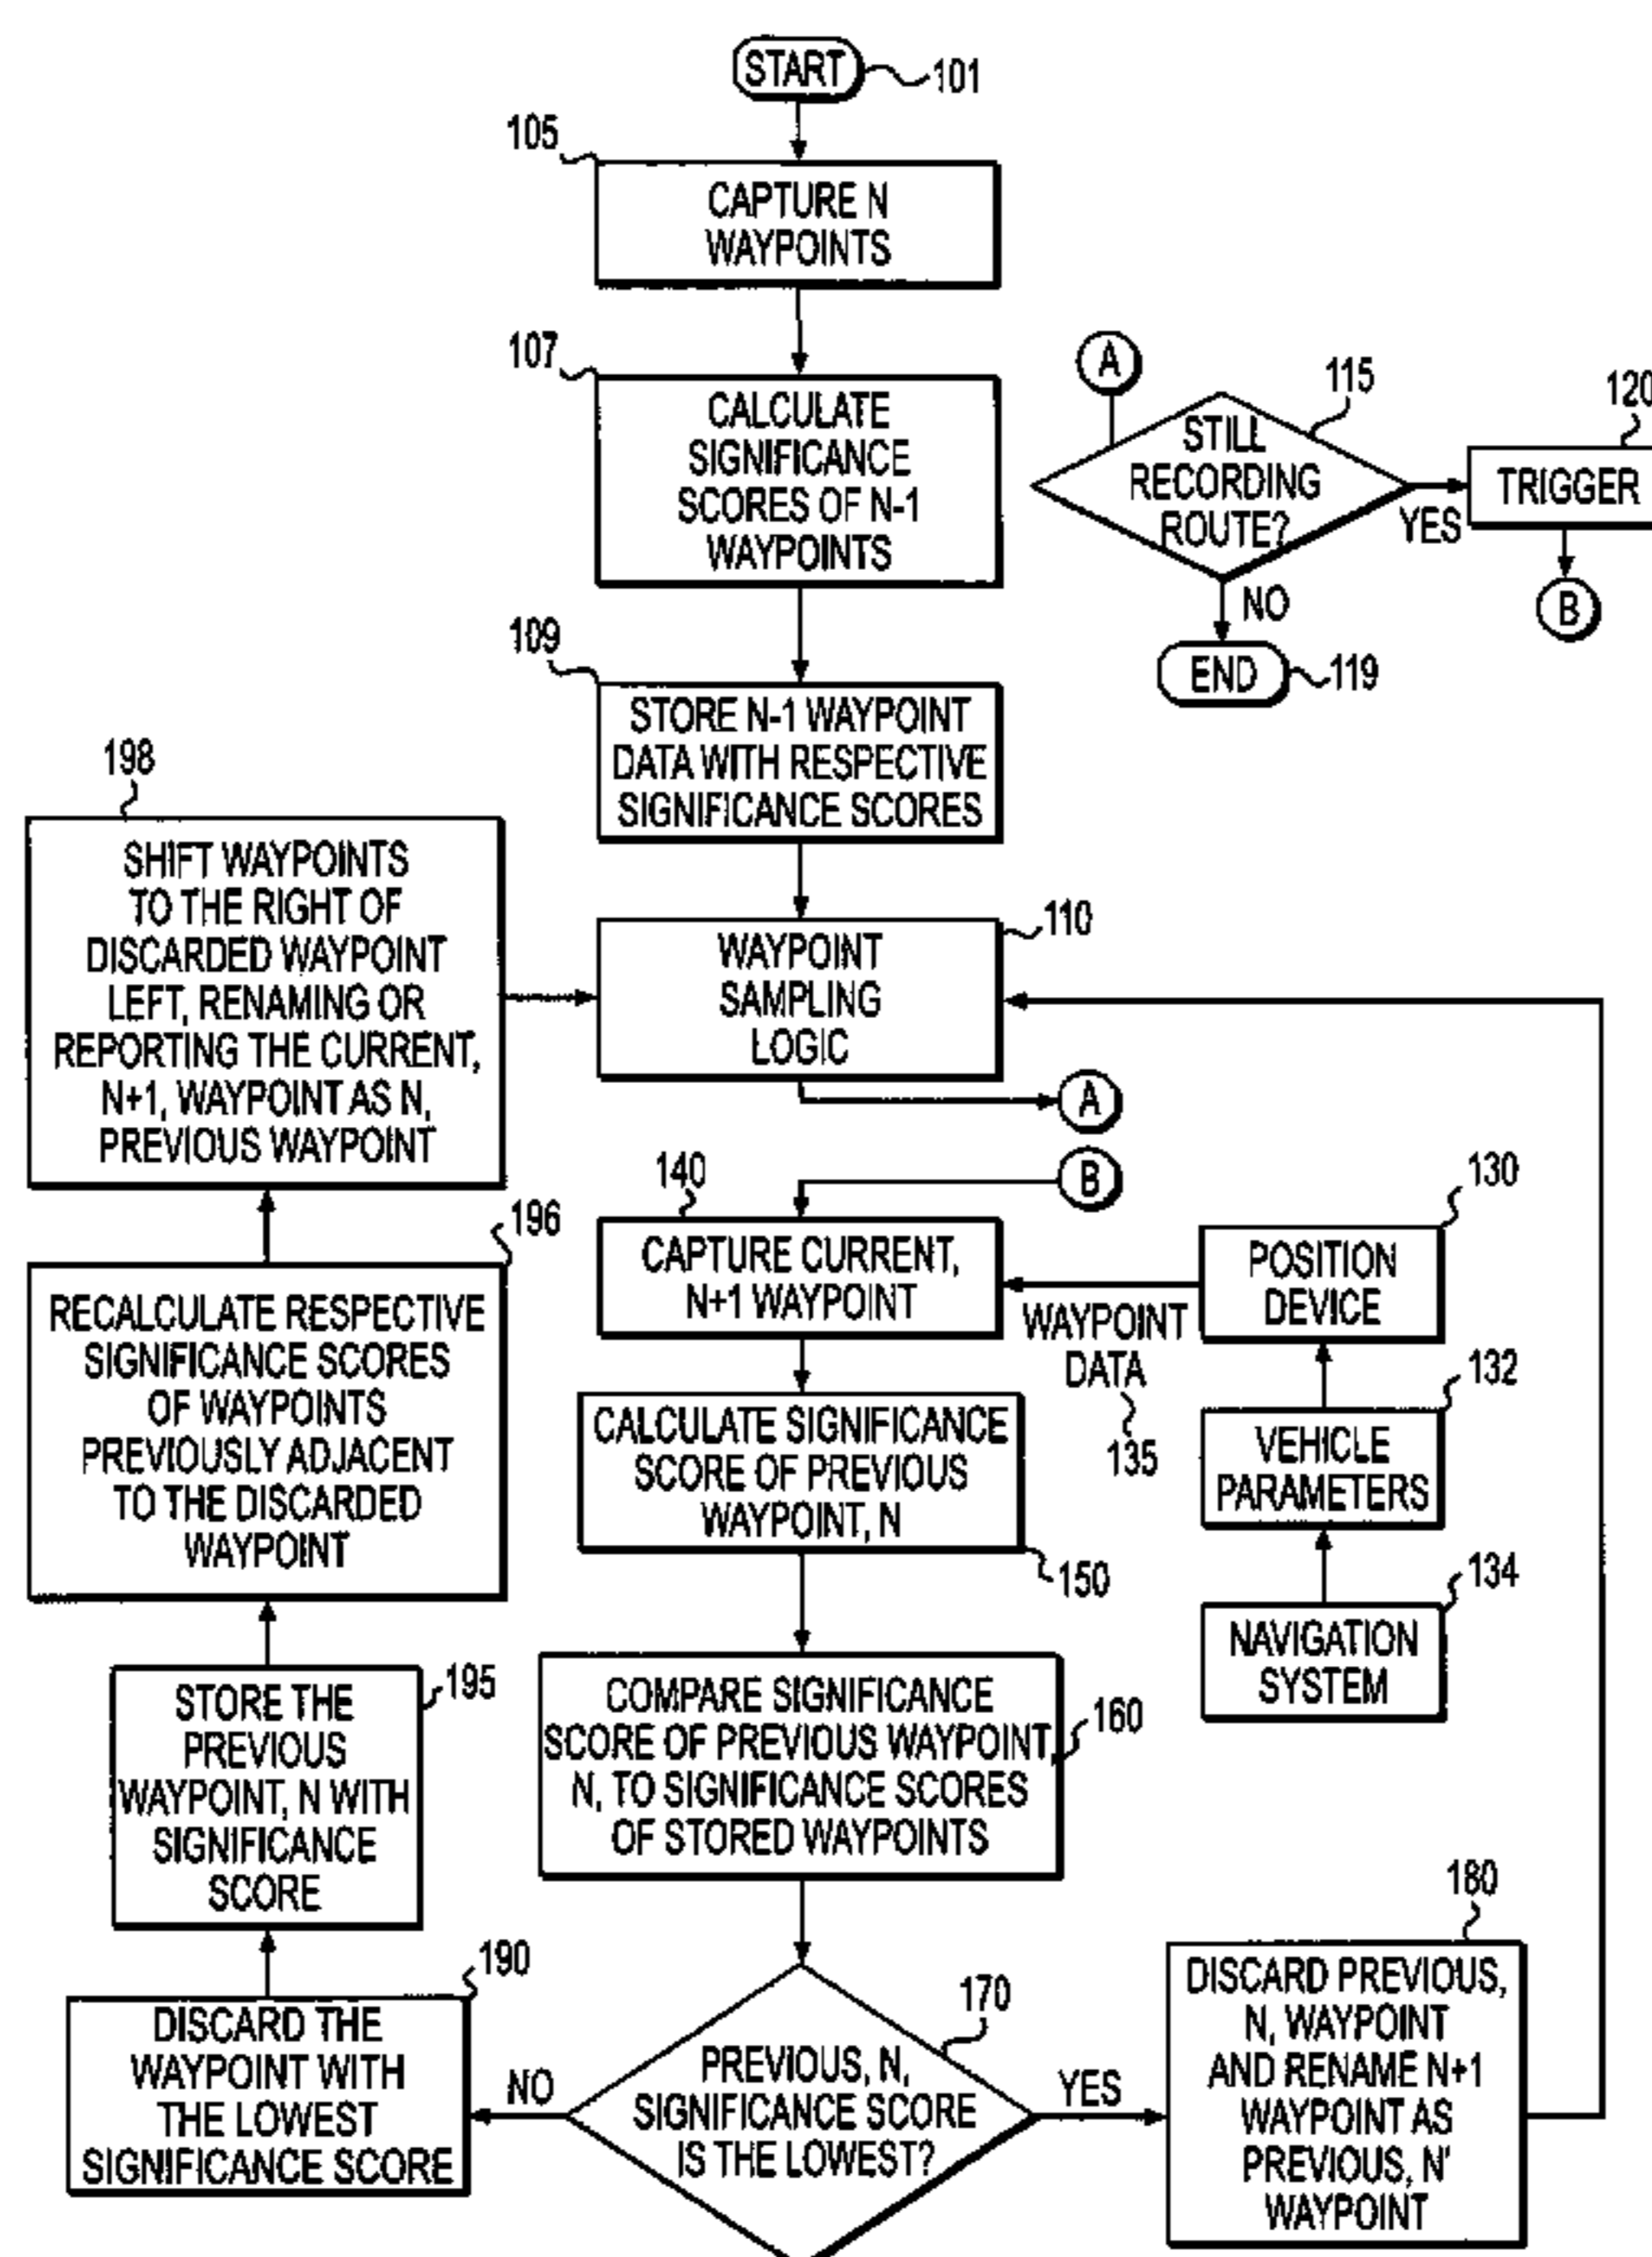 START
101
105
CAPTURE N
WAYPOINTS
107
CALCULATE
SIGNIFICANCE
SCORES OF N-1
WAYPOINTS
A
115
STILL
RECORDING
ROUTE?
YES
120
TRIGGER
B
NO
END
119
109
STORE N-1 WAYPOINT
DATA WITH RESPECTIVE
SIGNIFICANCE SCORES
198
SHIFT WAYPOINTS
TO THE RIGHT OF
DISCARDED WAYPOINT
LEFT, RENAMING OR
REPORTING THE CURRENT,
N+1, WAYPOINT AS N,
PREVIOUS WAYPOINT
110
WAYPOINT
SAMPLING
LOGIC
A
B
140
CAPTURE CURRENT,
N+1 WAYPOINT
130
POSITION
DEVICE
WAYPOINT
DATA
135
132
VEHICLE
PARAMETERS
134
NAVIGATION
SYSTEM
196
RECALCULATE RESPECTIVE
SIGNIFICANCE SCORES
OF WAYPOINTS
PREVIOUSLY ADJACENT
TO THE DISCARDED
WAYPOINT
CALCULATE SIGNIFICANCE
SCORE OF PREVIOUS
WAYPOINT, N
150
195
STORE THE
PREVIOUS
WAYPOINT, N WITH
SIGNIFICANCE
SCORE
COMPARE SIGNIFICANCE
SCORE OF PREVIOUS WAYPOINT,
N, TO SIGNIFICANCE SCORES
OF STORED WAYPOINTS
160
190
DISCARD THE
WAYPOINT WITH
THE LOWEST
SIGNIFICANCE SCORE
NO
170
PREVIOUS, N,
SIGNIFICANCE SCORE
IS THE LOWEST?
YES
180
DISCARD PREVIOUS,
N, WAYPOINT
AND RENAME N+1
WAYPOINT AS
PREVIOUS, N'
WAYPOINT